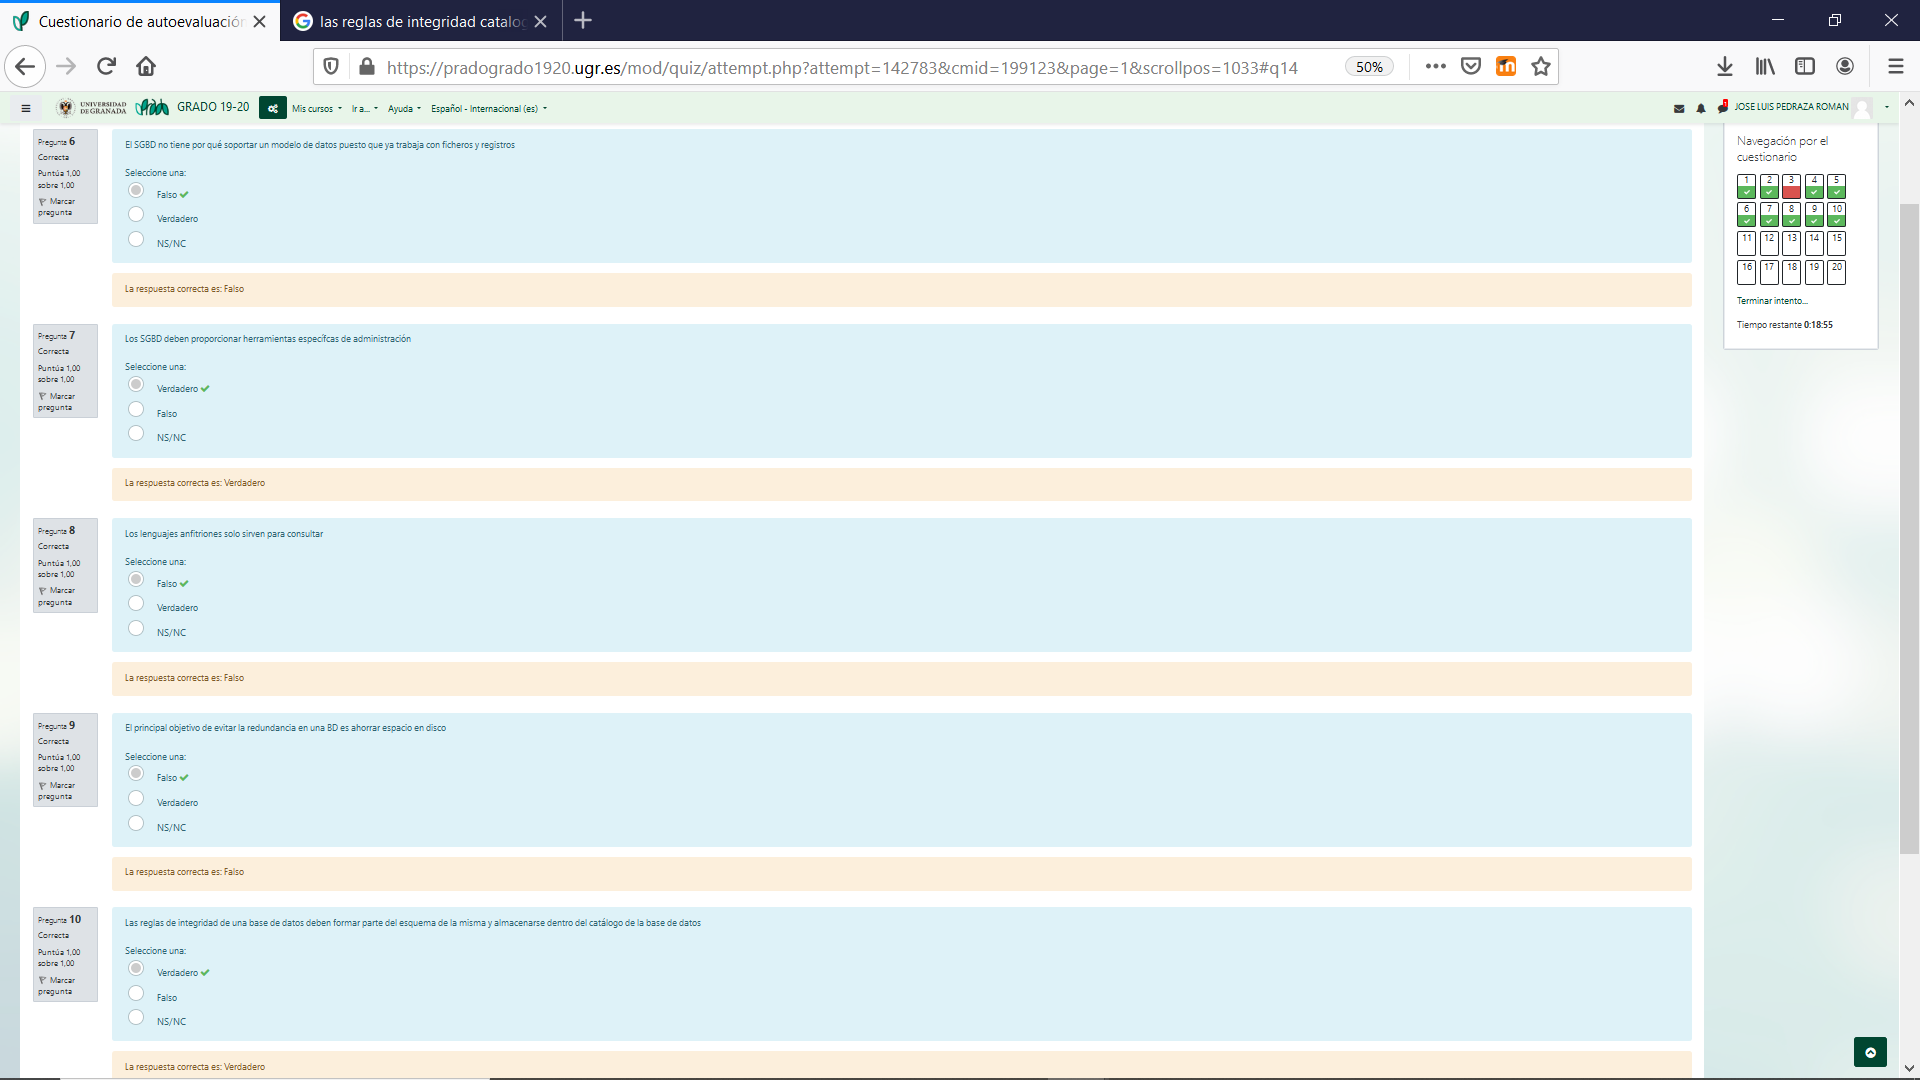 Cuestionario de autoevaluación
las reglas de integridad catalog
https://pradogrado1920.ugr.es/mod/quiz/attempt.php?attempt=142783&cmid=199123&page=1&scrollpos=1033#q14
50%
UNIVERSIDAD DE GRANADA
GRADO 19-20
Mis cursos
Ir a...
Ayuda
Español - Internacional (es)
JOSE LUIS PEDRAZA ROMAN
Pregunta 6
Correcta
Puntúa 1,00
sobre 1,00
Marcar
pregunta
El SGBD no tiene por qué soportar un modelo de datos puesto que ya trabaja con ficheros y registros
Seleccione una:
Falso
Verdadero
NS/NC
La respuesta correcta es: Falso
Pregunta 7
Correcta
Puntúa 1,00
sobre 1,00
Marcar
pregunta
Los SGBD deben proporcionar herramientas específcas de administración
Seleccione una:
Verdadero
Falso
NS/NC
La respuesta correcta es: Verdadero
Pregunta 8
Correcta
Puntúa 1,00
sobre 1,00
Marcar
pregunta
Los lenguajes anfitriones solo sirven para consultar
Seleccione una:
Falso
Verdadero
NS/NC
La respuesta correcta es: Falso
Pregunta 9
Correcta
Puntúa 1,00
sobre 1,00
Marcar
pregunta
El principal objetivo de evitar la redundancia en una BD es ahorrar espacio en disco
Seleccione una:
Falso
Verdadero
NS/NC
La respuesta correcta es: Falso
Pregunta 10
Correcta
Puntúa 1,00
sobre 1,00
Marcar
pregunta
Las reglas de integridad de una base de datos deben formar parte del esquema de la misma y almacenarse dentro del catálogo de la base de datos
Seleccione una:
Verdadero
Falso
NS/NC
La respuesta correcta es: Verdadero
Navegación por el
cuestionario
1 2 3 4 5
6 7 8 9 10
11 12 13 14 15
16 17 18 19 20
Terminar intento...
Tiempo restante 0:18:55